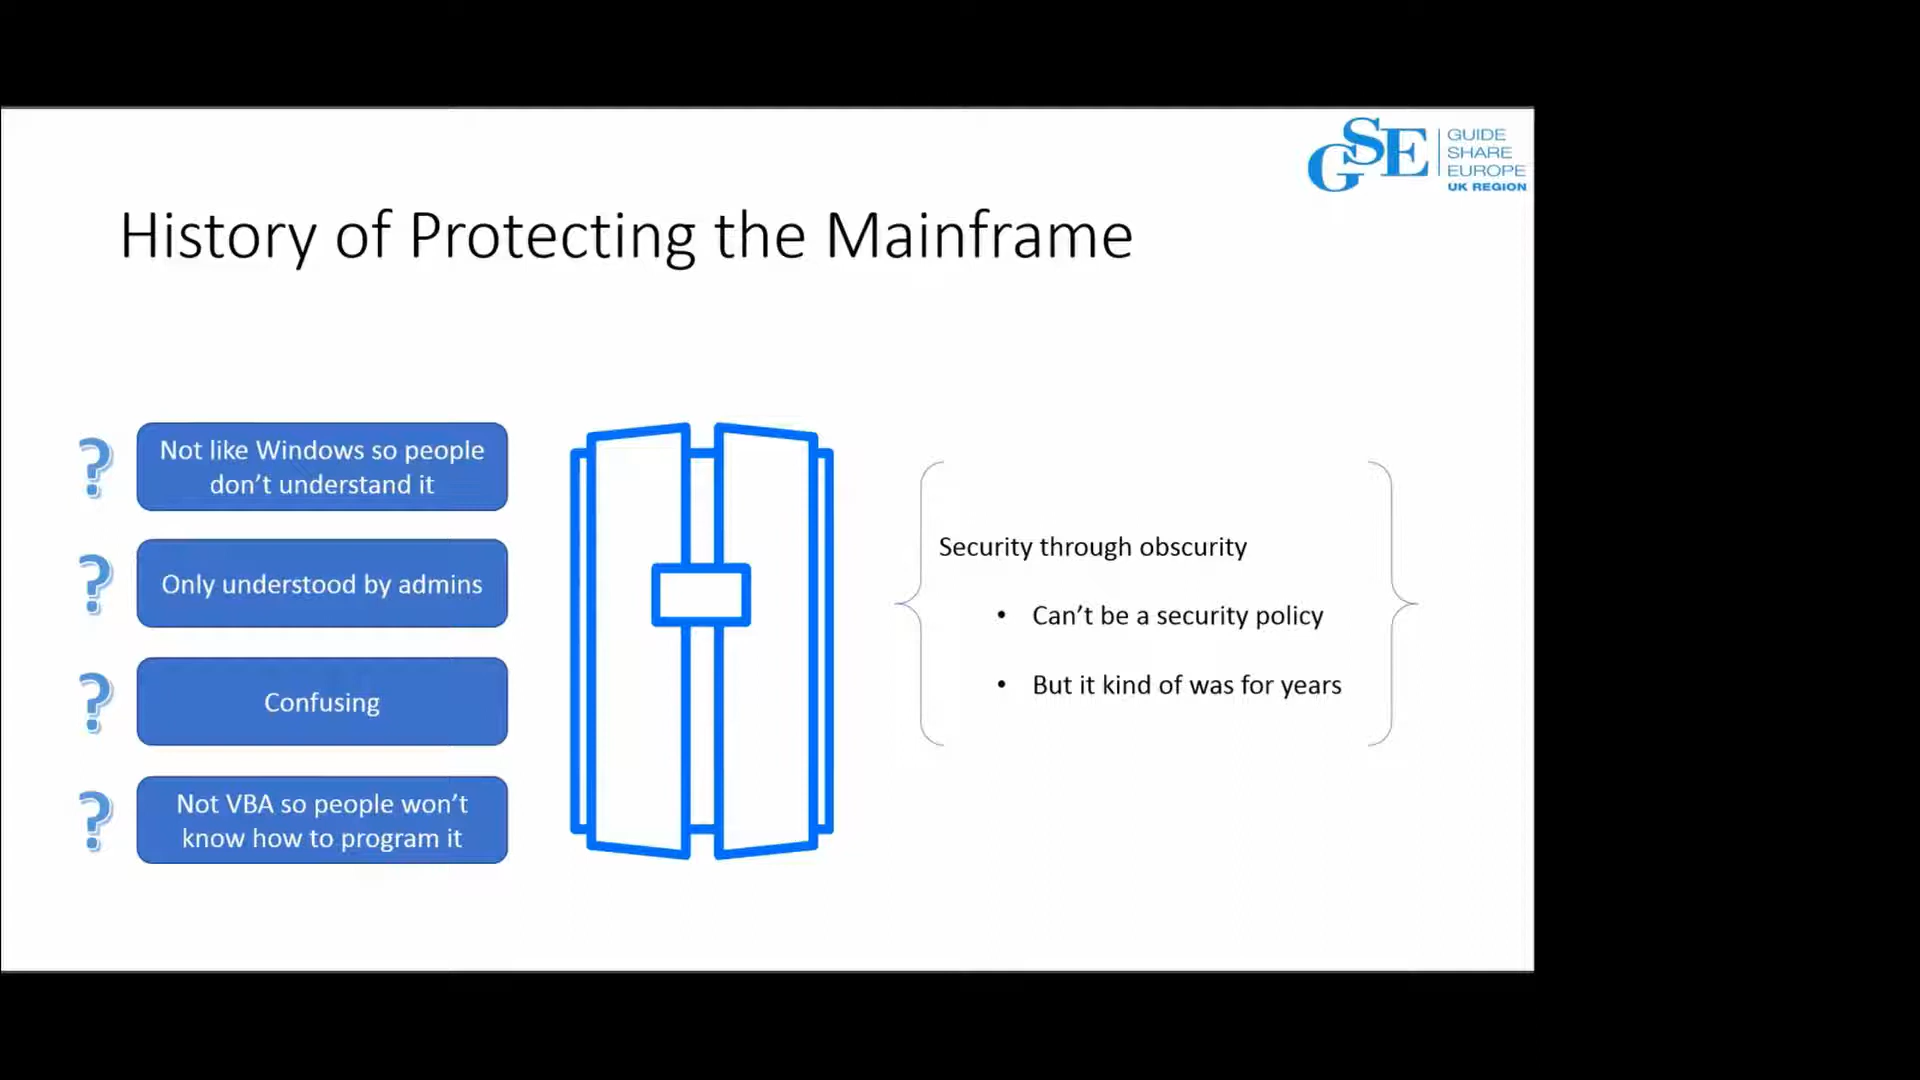 GSE
GUIDE
SHARE
EUROPE
UK REGION
History of Protecting the Mainframe
? Not like Windows so people
don’t understand it
? Only understood by admins
? Confusing
? Not VBA so people won’t
know how to program it
Security through obscurity
• Can’t be a security policy
• But it kind of was for years